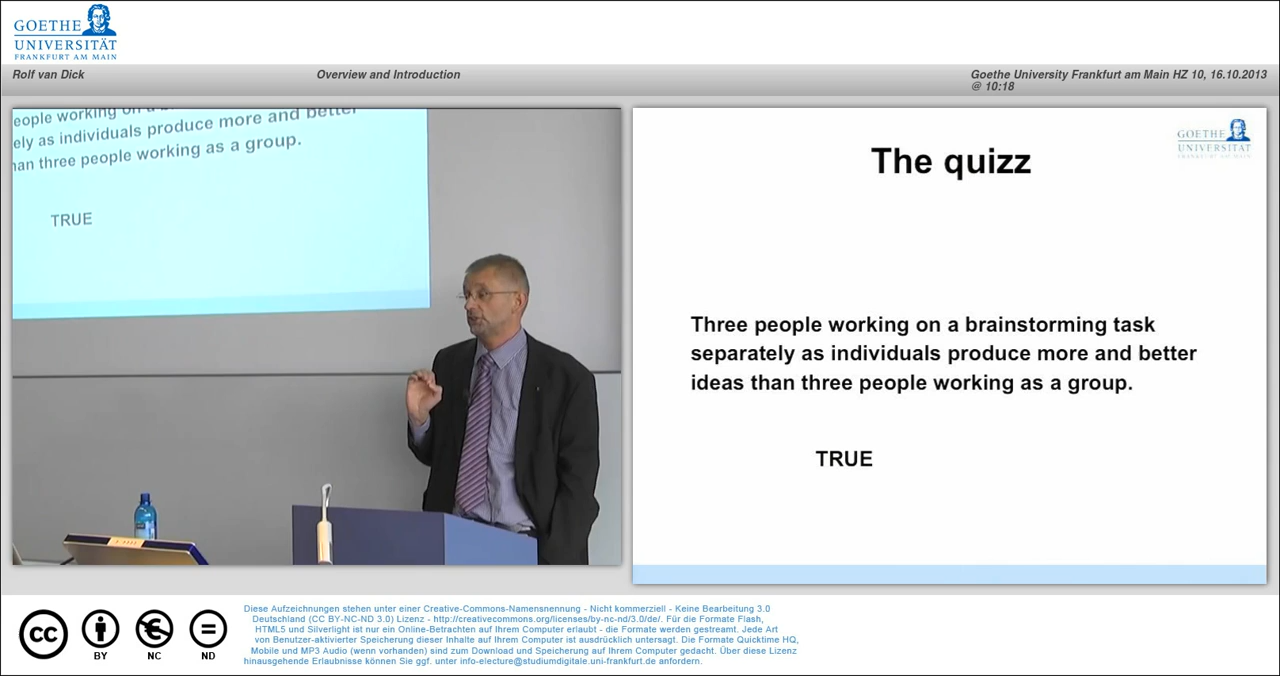 GOETHE
UNIVERSITÄT
FRANKFURT AM MAIN
Rolf van Dick
Overview and Introduction
Goethe University Frankfurt am Main HZ 10, 16.10.2013
@ 10:18
eople working on a
ely as individuals produce more and better
han three people working as a group.
TRUE
GOETHE
UNIVERSITÄT
FRANKFURT AM MAIN
The quizz
Three people working on a brainstorming task
separately as individuals produce more and better
ideas than three people working as a group.
TRUE
cc
BY
NC
ND
Diese Aufzeichnungen stehen unter einer Creative-Commons-Namensnennung - Nicht kommerziell - Keine Bearbeitung 3.0
Deutschland (CC BY-NC-ND 3.0) Lizenz - http://creativecommons.org/licenses/by-nc-nd/3.0/de/. Für die Formate Flash,
HTML5 und Silverlight ist nur ein Online-Betrachten auf Ihrem Computer erlaubt - die Formate werden gestreamt. Jede Art
von Benutzer-aktivierter Speicherung dieser Inhalte auf Ihrem Computer ist ausdrücklich untersagt. Die Formate Quicktime HQ,
Mobile und MP3 Audio (wenn vorhanden) sind zum Download und Speicherung auf Ihrem Computer gedacht. Über diese Lizenz
hinausgehende Erlaubnisse können Sie ggf. unter info-electure@studiumdigitale.uni-frankfurt.de anfordern.